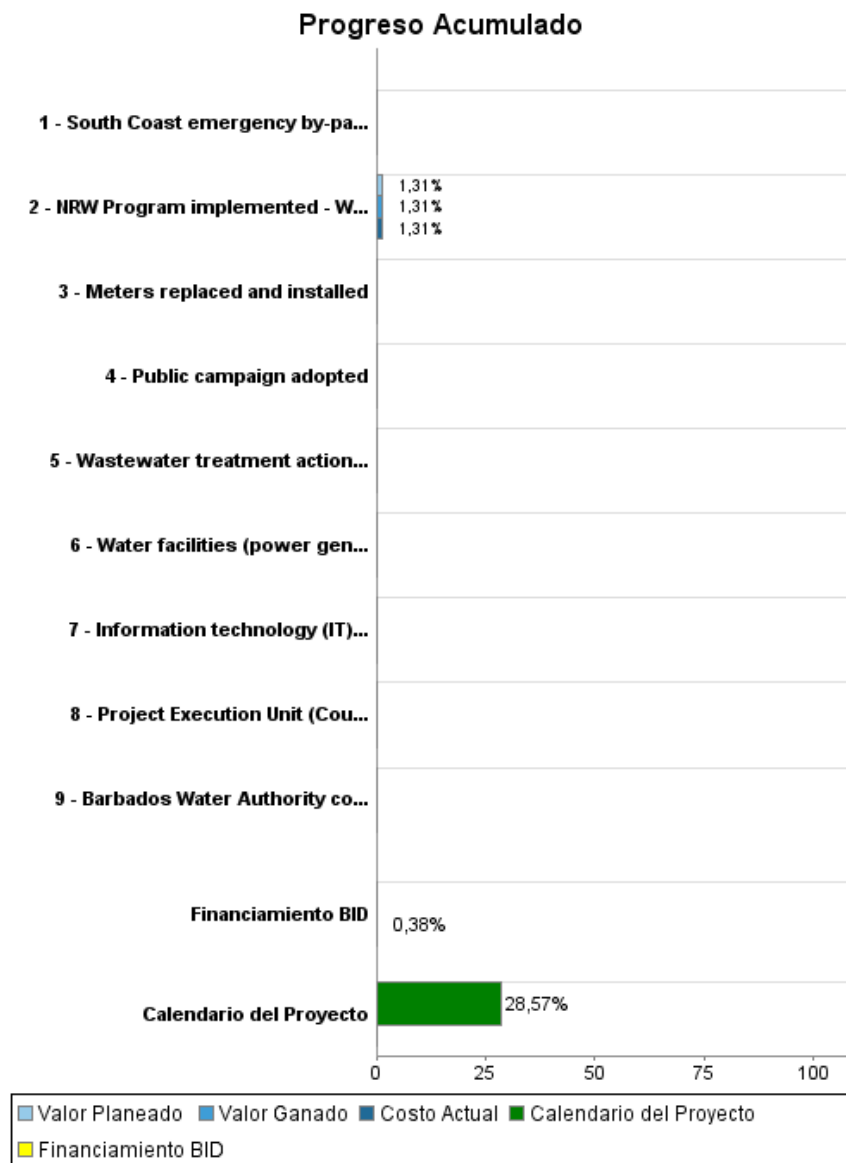 Progreso Acumulado
1 - South Coast emergency by-pa...
1,31%
2 - NRW Program implemented - W...
1,31%
1,31%
3 - Meters replaced and installed
4 - Public campaign adopted
5 - Wastewater treatment action...
6 - Water facilities (power gen...
7 - Information technology (IT)...
8 - Project Execution Unit (Cou...
9 - Barbados Water Authority co...
Financiamiento BID
0,38%
Calendario del Proyecto
28,57%
0 25 50 75 100
Valor Planeado Valor Ganado Costo Actual Calendario del Proyecto
Financiamiento BID